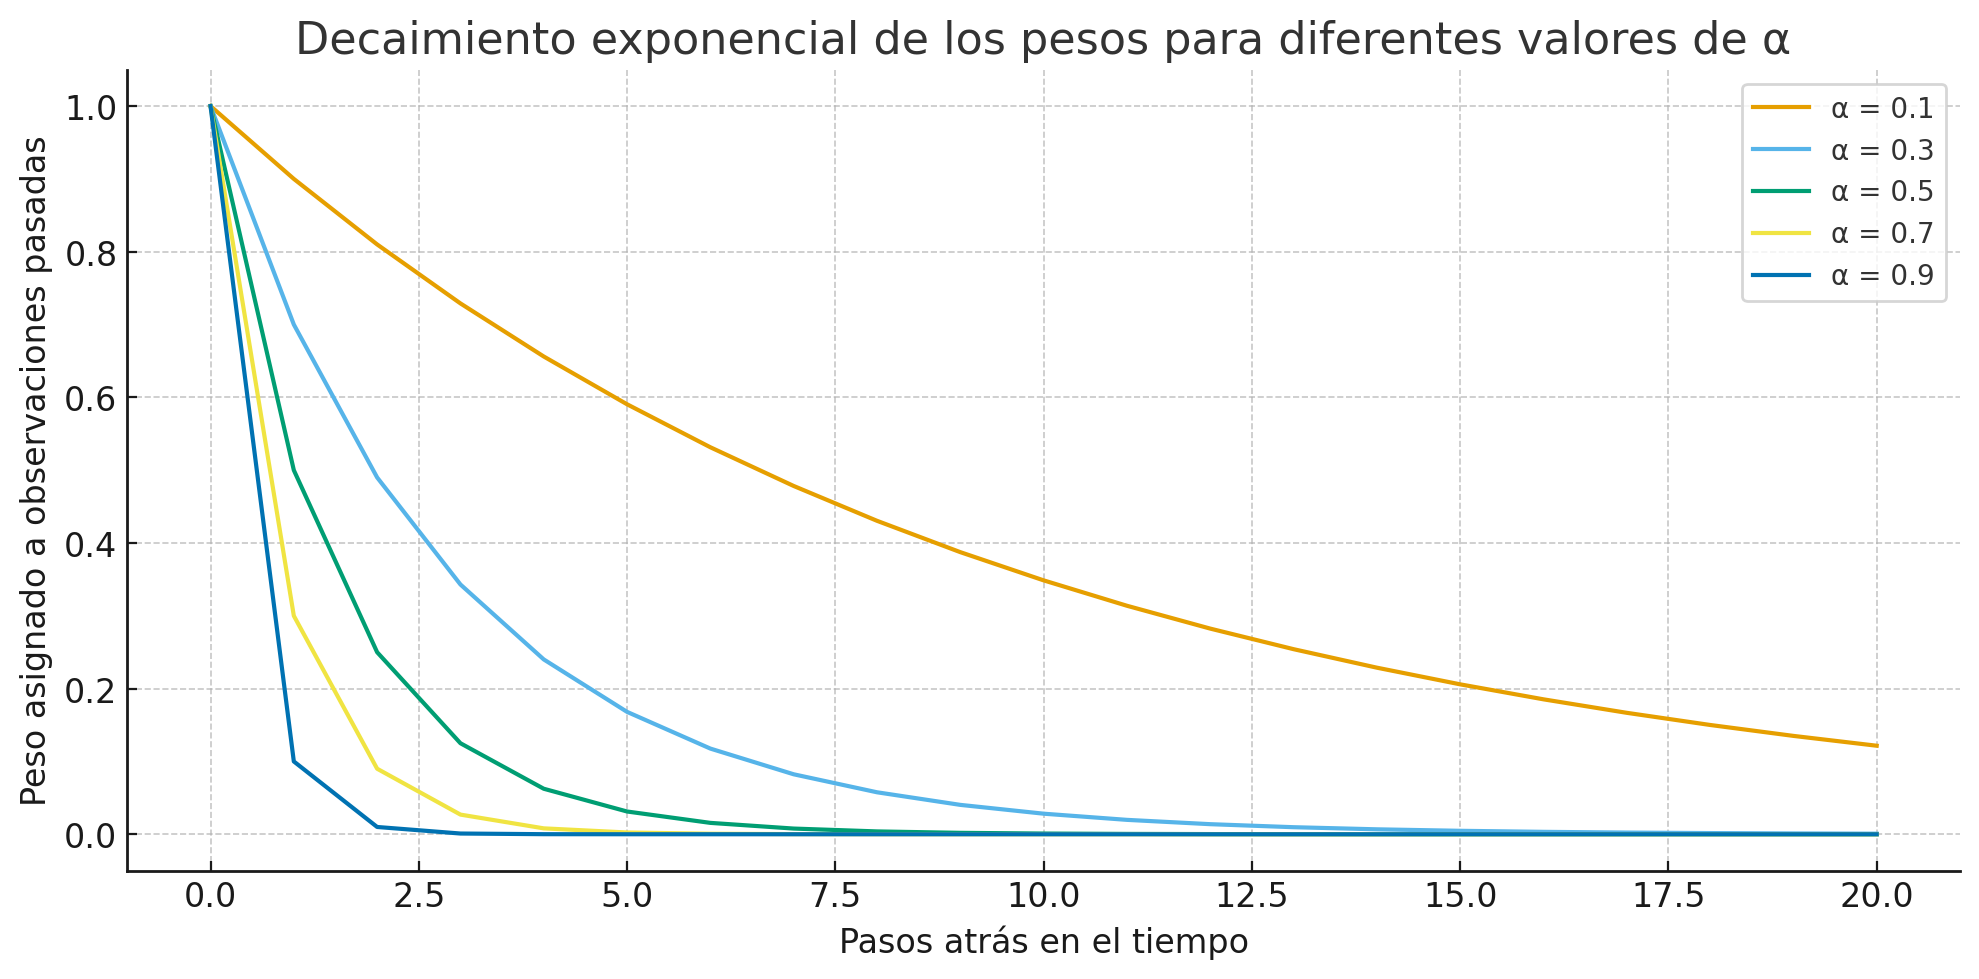 Decaimiento exponencial de los pesos para diferentes valores de α
Peso asignado a observaciones pasadas
1.0
0.8
0.6
0.4
0.2
0.0
α = 0.1
α = 0.3
α = 0.5
α = 0.7
α = 0.9
0.0 2.5 5.0 7.5 10.0 12.5 15.0 17.5 20.0
Pasos atrás en el tiempo